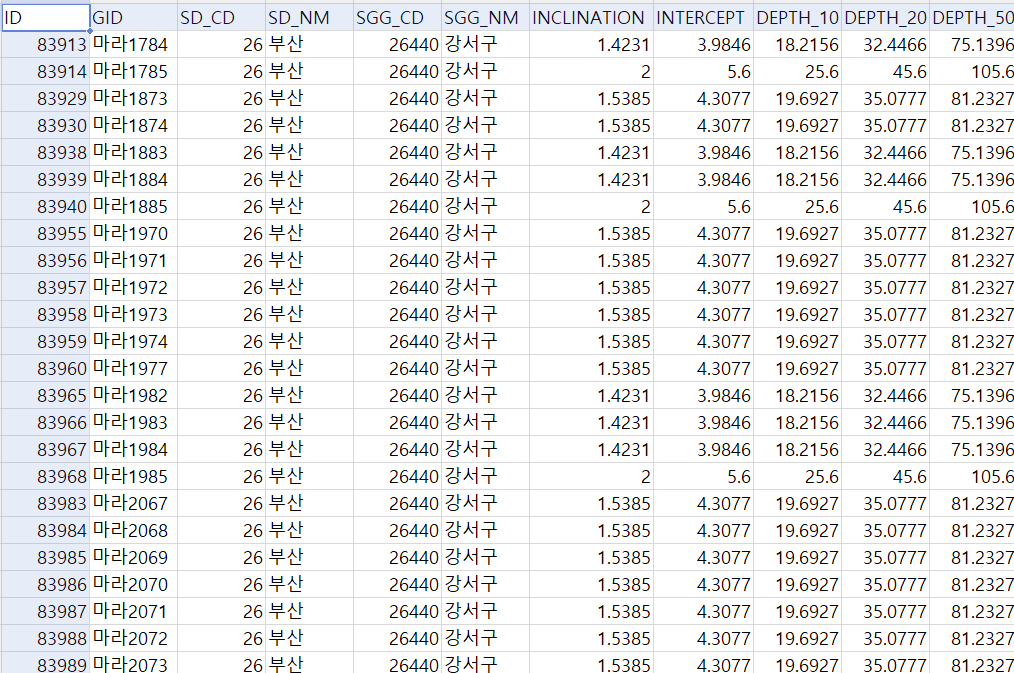 ID GID SD_CD SD_NM SGG_CD SGG_NM INCLINATION INTERCEPT DEPTH_10 DEPTH_20 DEPTH_50
83913 마라1784 26 부산 26440 강서구 1.4231 3.9846 18.2156 32.4466 75.1396
83914 마라1785 26 부산 26440 강서구 2 5.6 25.6 45.6 105.6
83929 마라1873 26 부산 26440 강서구 1.5385 4.3077 19.6927 35.0777 81.2327
83930 마라1874 26 부산 26440 강서구 1.5385 4.3077 19.6927 35.0777 81.2327
83938 마라1883 26 부산 26440 강서구 1.4231 3.9846 18.2156 32.4466 75.1396
83939 마라1884 26 부산 26440 강서구 1.4231 3.9846 18.2156 32.4466 75.1396
83940 마라1885 26 부산 26440 강서구 2 5.6 25.6 45.6 105.6
83955 마라1970 26 부산 26440 강서구 1.5385 4.3077 19.6927 35.0777 81.2327
83956 마라1971 26 부산 26440 강서구 1.5385 4.3077 19.6927 35.0777 81.2327
83957 마라1972 26 부산 26440 강서구 1.5385 4.3077 19.6927 35.0777 81.2327
83958 마라1973 26 부산 26440 강서구 1.5385 4.3077 19.6927 35.0777 81.2327
83959 마라1974 26 부산 26440 강서구 1.5385 4.3077 19.6927 35.0777 81.2327
83960 마라1977 26 부산 26440 강서구 1.5385 4.3077 19.6927 35.0777 81.2327
83965 마라1982 26 부산 26440 강서구 1.4231 3.9846 18.2156 32.4466 75.1396
83966 마라1983 26 부산 26440 강서구 1.4231 3.9846 18.2156 32.4466 75.1396
83967 마라1984 26 부산 26440 강서구 1.4231 3.9846 18.2156 32.4466 75.1396
83968 마라1985 26 부산 26440 강서구 2 5.6 25.6 45.6 105.6
83983 마라2067 26 부산 26440 강서구 1.5385 4.3077 19.6927 35.0777 81.2327
83984 마라2068 26 부산 26440 강서구 1.5385 4.3077 19.6927 35.0777 81.2327
83985 마라2069 26 부산 26440 강서구 1.5385 4.3077 19.6927 35.0777 81.2327
83986 마라2070 26 부산 26440 강서구 1.5385 4.3077 19.6927 35.0777 81.2327
83987 마라2071 26 부산 26440 강서구 1.5385 4.3077 19.6927 35.0777 81.2327
83988 마라2072 26 부산 26440 강서구 1.5385 4.3077 19.6927 35.0777 81.2327
83989 마라2073 26 부산 26440 강서구 1.5385 4.3077 19.6927 35.0777 81.2327